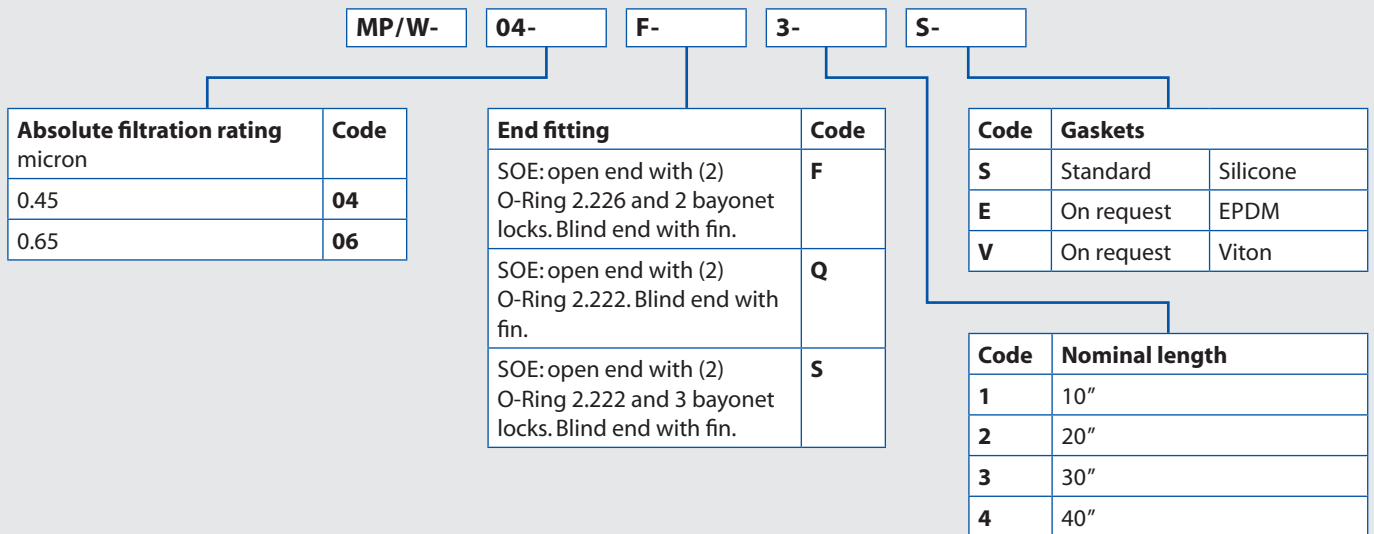 MP/W-
04-
F-
3-
S-
Absolute filtration rating
micron
Code
0.45
04
0.65
06
End fitting
Code
SOE: open end with (2)
O-Ring 2.226 and 2 bayonet
locks. Blind end with fin.
F
SOE: open end with (2)
O-Ring 2.222. Blind end with
fin.
Q
SOE: open end with (2)
O-Ring 2.222 and 3 bayonet
locks. Blind end with fin.
S
Code
Gaskets
S
Standard
Silicone
E
On request
EPDM
V
On request
Viton
Code
Nominal length
1
10”
2
20”
3
30”
4
40”